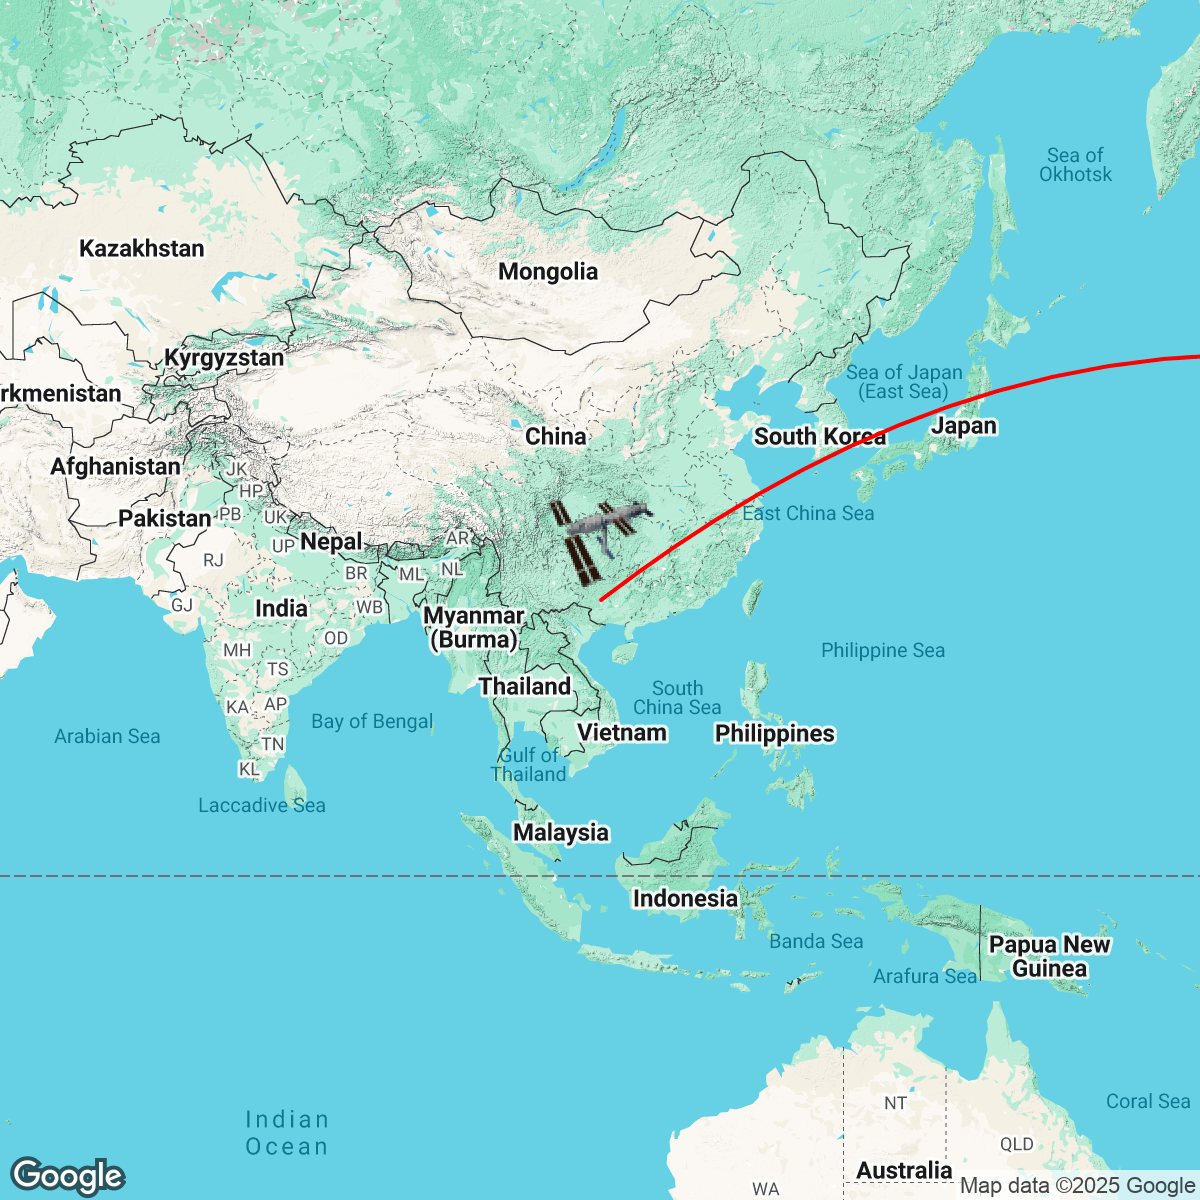 Sea of
Okhotsk
Kazakhstan
Mongolia
Kyrgyzstan
Sea of Japan
(East Sea)
rkmenistan
China
South Korea
Japan
Afghanistan
JK
HP
Pakistan
PB
UK
East China Sea
Nepal
AR
UP
RJ
BR
ML
NL
GJ
India
WB
Myanmar
(Burma)
OD
MH
TS
Philippine Sea
Thailand
South
China Sea
KA
AP
Bay of Bengal
Arabian Sea
TN
Vietnam
Philippines
KL
Gulf of
Thailand
Laccadive Sea
Malaysia
Indonesia
Banda Sea
Papua New
Guinea
Arafura Sea
Indian
Ocean
NT
Coral Sea
QLD
Google
Australia
WA
Map data ©2025 Google